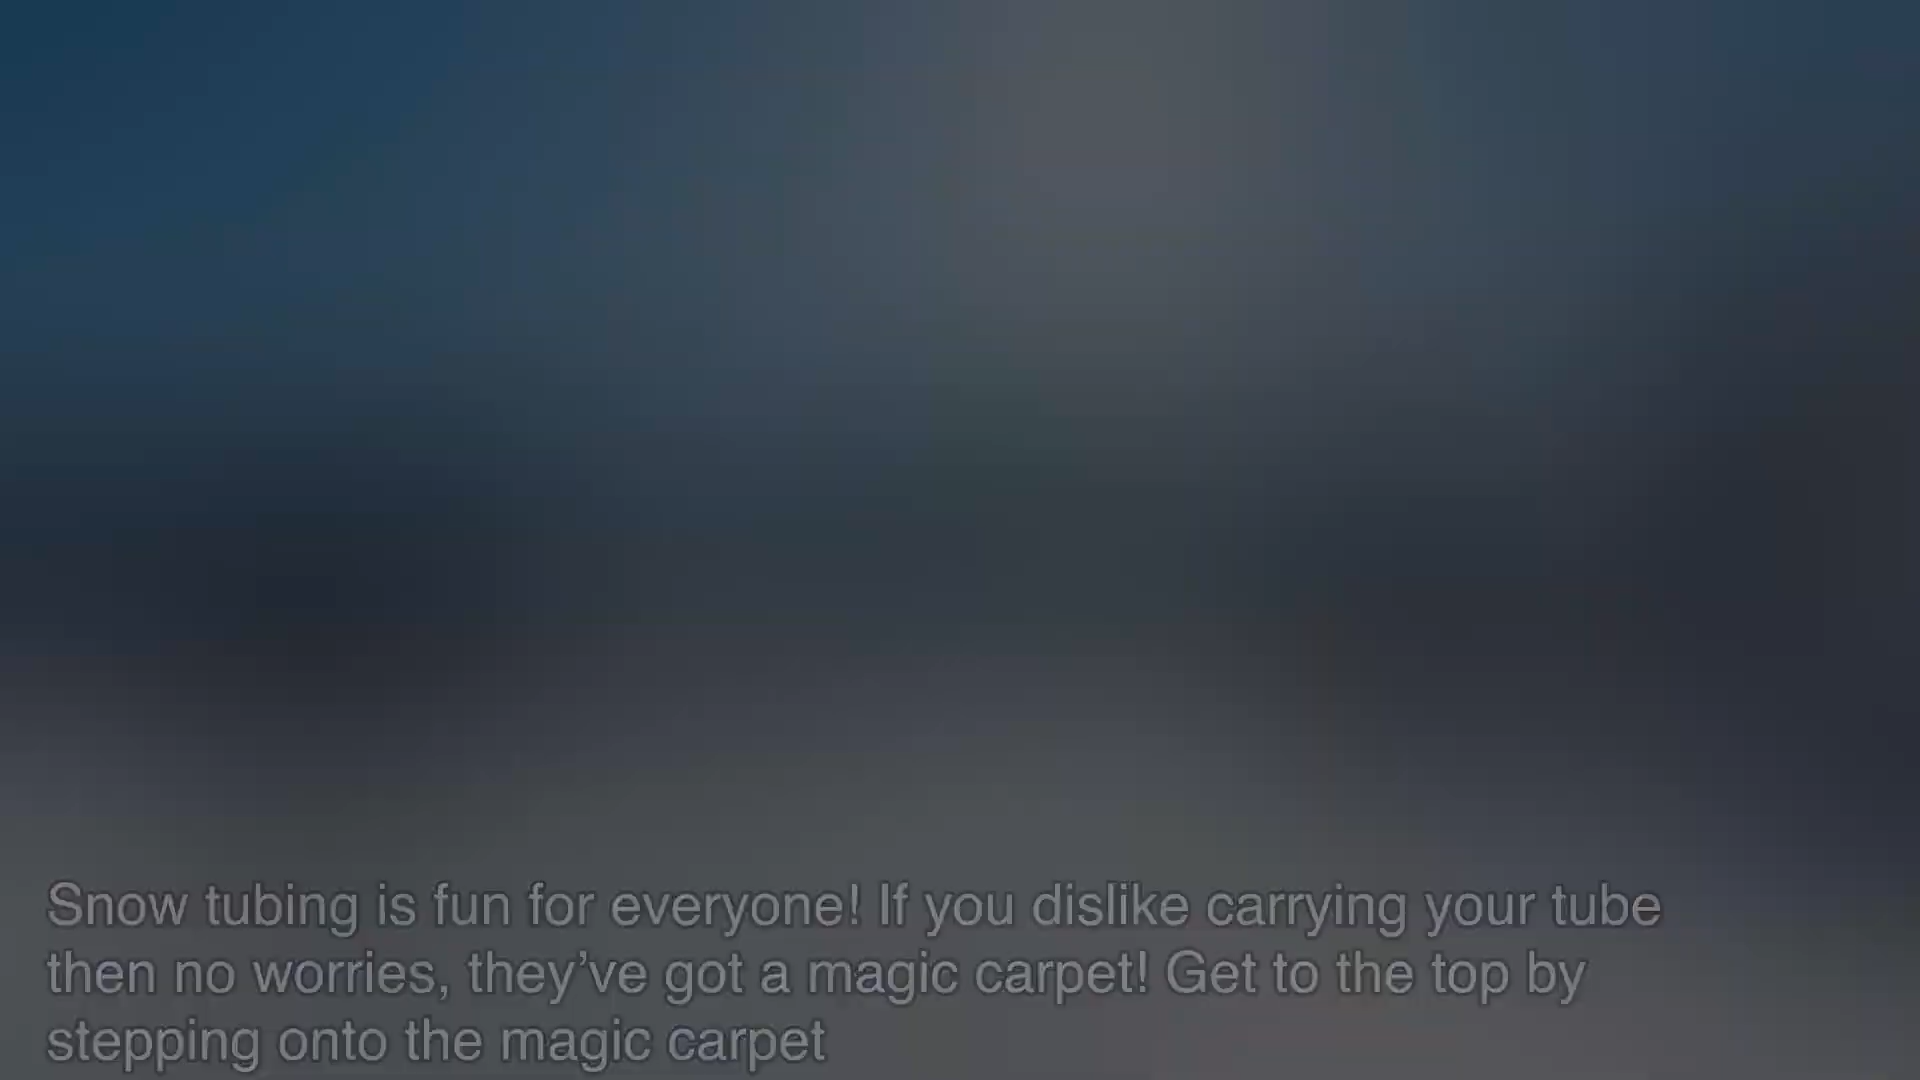 Snow tubing is fun for everyone! If you dislike carrying your tube
then no worries, they’ve got a magic carpet! Get to the top by
stepping onto the magic carpet